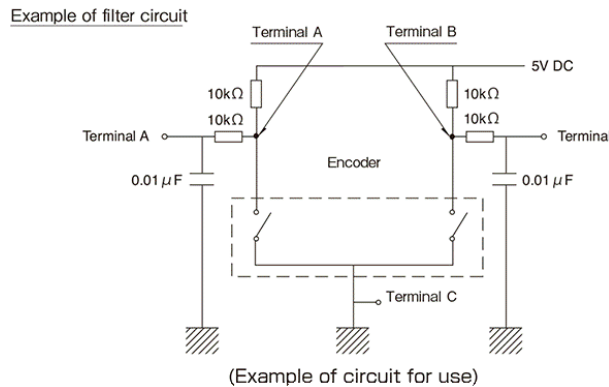 Example of filter circuit
Terminal A
Terminal B
5V DC
10kΩ
10kΩ
10kΩ
10kΩ
Terminal A
Terminal
Encoder
0.01 μF
0.01 μF
Terminal C
(Example of circuit for use)